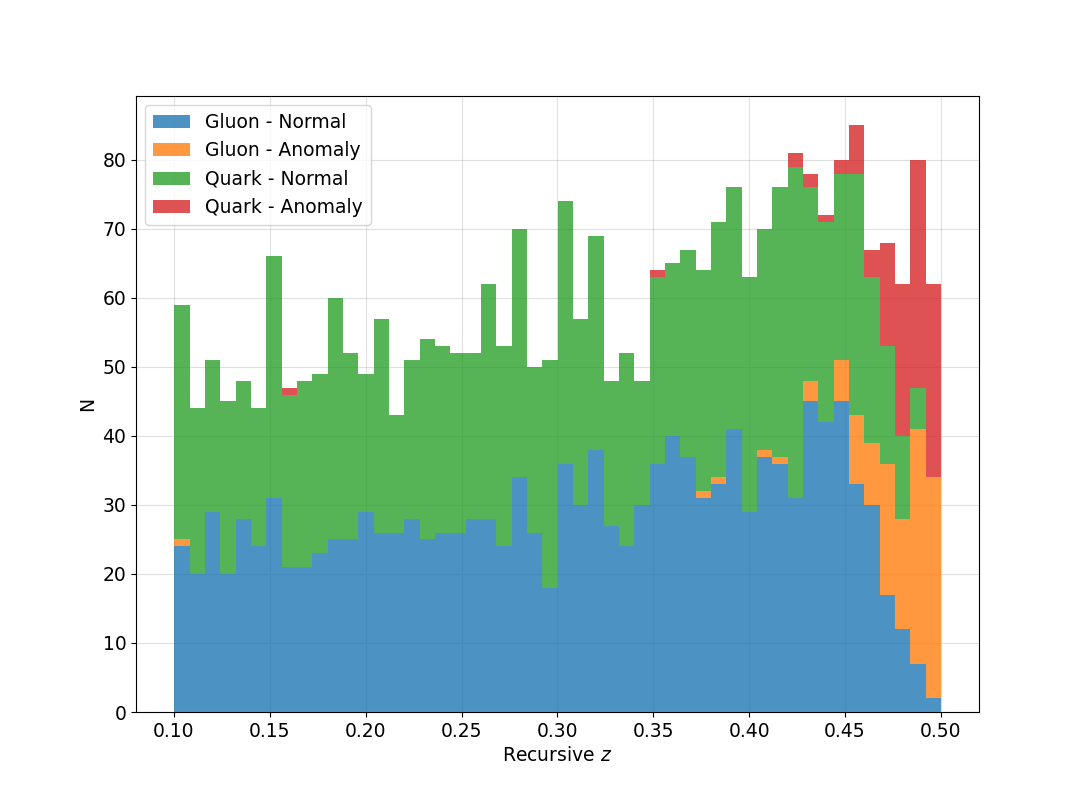 Gluon - Normal
Gluon - Anomaly
Quark - Normal
Quark - Anomaly
80
70
60
50
40
30
20
10
0
N
0.10 0.15 0.20 0.25 0.30 0.35 0.40 0.45 0.50
Recursive z